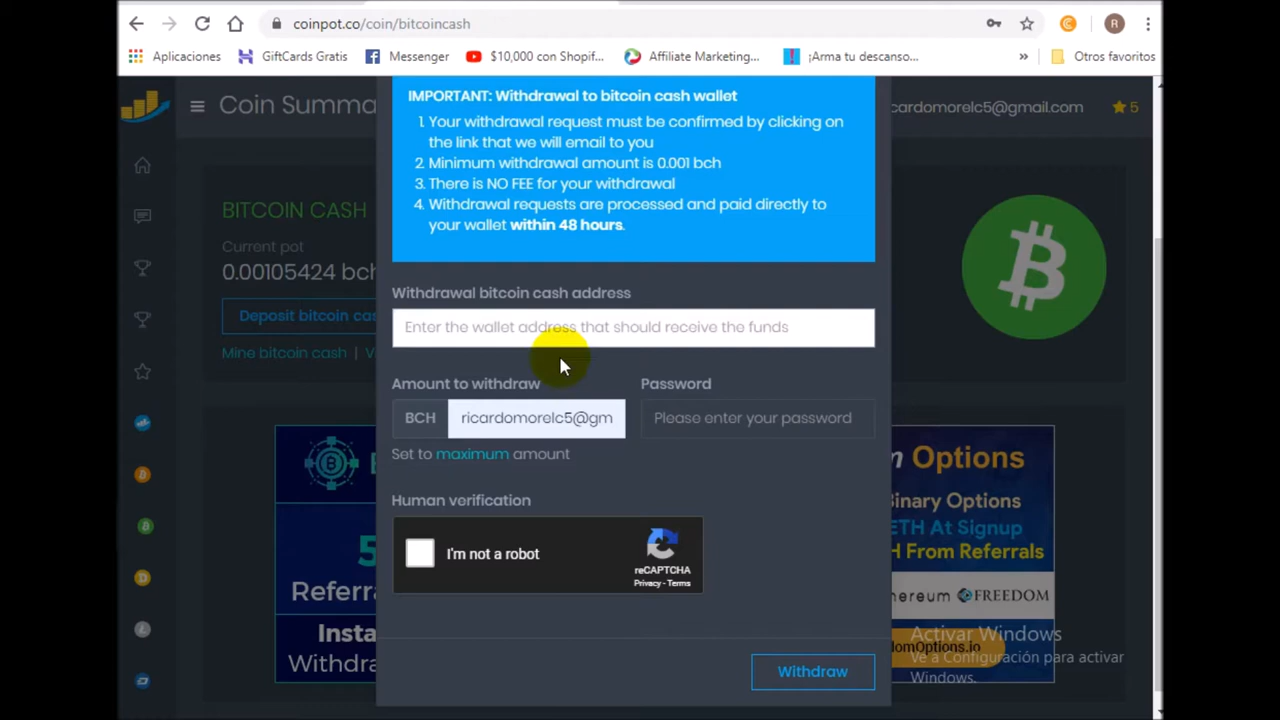 coinpot.co/coin/bitcoincash
R
Aplicaciones
GiftCards Gratis
Messenger
$10,000 con Shopif...
Affiliate Marketing...
¡Arma tu descanso...
»
Otros favoritos
Coin Summa
IMPORTANT: Withdrawal to bitcoin cash wallet
1. Your withdrawal request must be confirmed by clicking on
the link that we will email to you
2. Minimum withdrawal amount is 0.001 bch
3. There is NO FEE for your withdrawal
4. Withdrawal requests are processed and paid directly to
your wallet within 48 hours.
cardomorelc5@gmail.com
5
BITCOIN CASH
Current pot
0.00105424 bch
Deposit bitcoin cas
Mine bitcoin cash | V
Withdrawal bitcoin cash address
Enter the wallet address that should receive the funds
Amount to withdraw
Password
BCH
ricardomorelc5@gm
Please enter your password
Set to maximum amount
Human verification
I'm not a robot
reCAPTCHA
Privacy - Terms
Withdraw
5
Referra
Insta
Withdra
m Options
Binary Options
ETH At Signup
H From Referrals
hereum
FREEDOM
omOptions.io
Activar Windows
Ve a Configuración para activar
Windows.